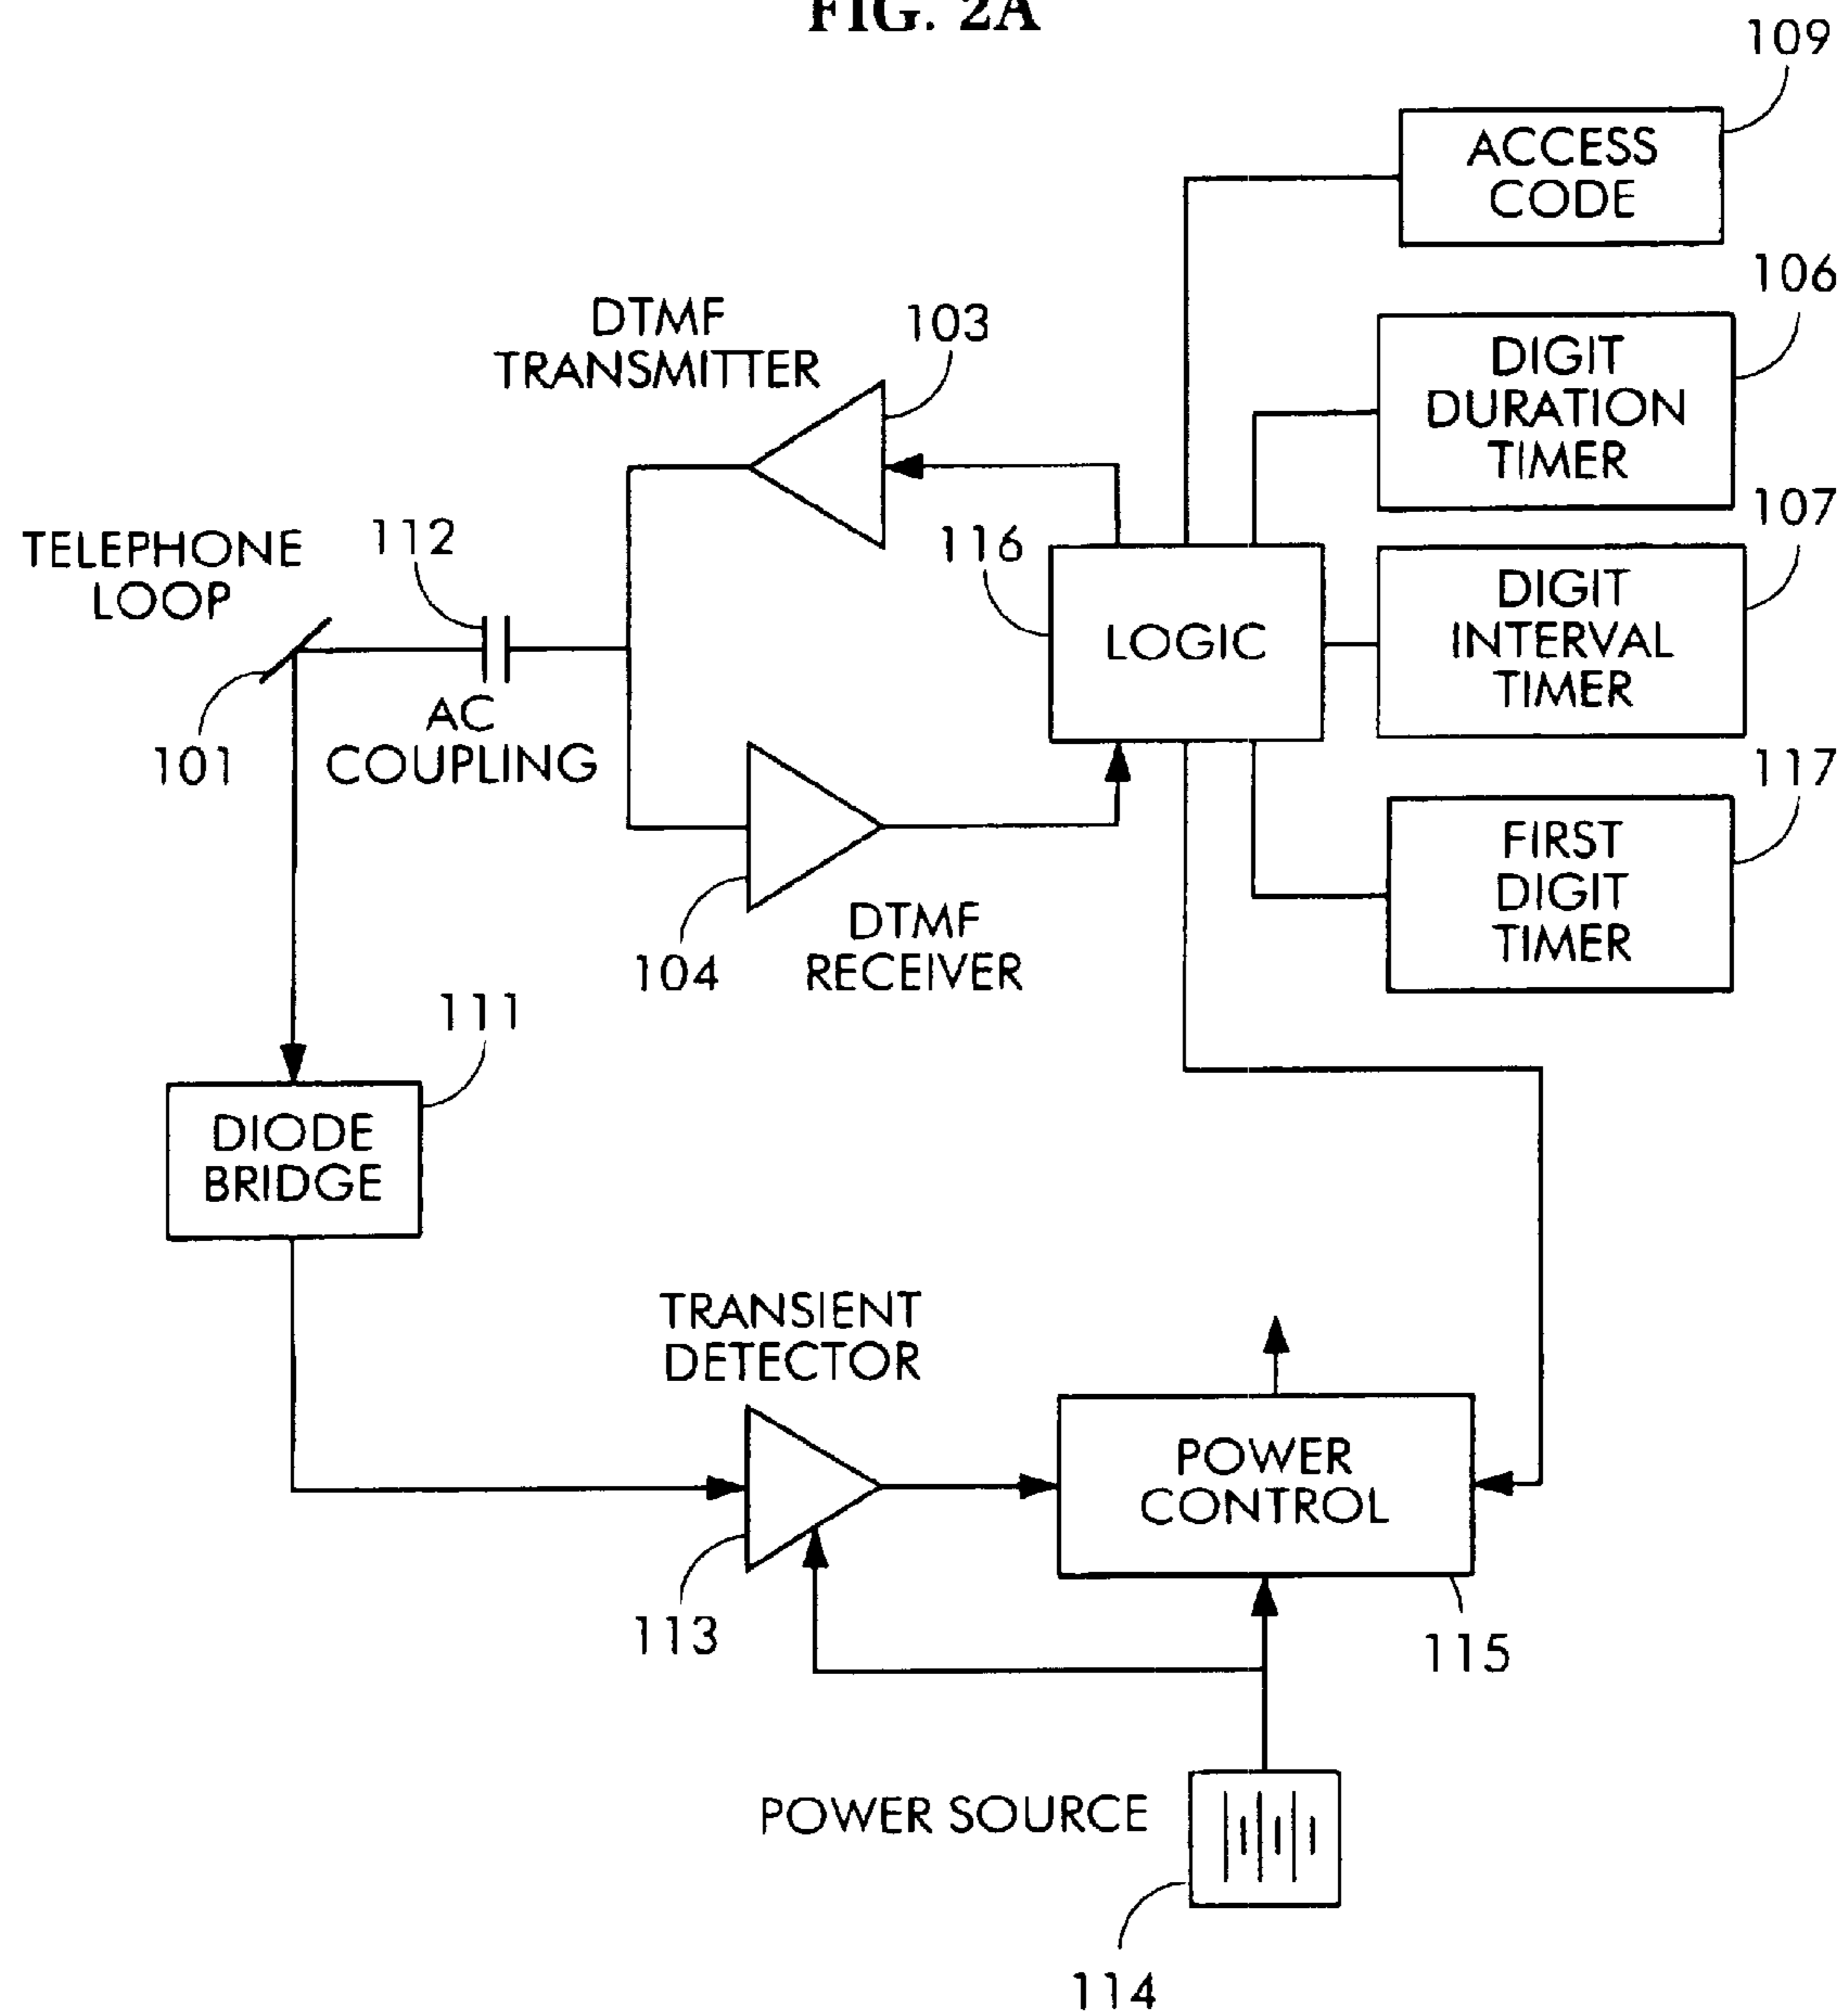 FIG. 2A
109
ACCESS
CODE
106
DIGIT
DURATION
TIMER
DTMF
TRANSMITTER
103
107
DIGIT
INTERVAL
TIMER
TELEPHONE
LOOP
112
116
LOGIC
101
AC
COUPLING
117
FIRST
DIGIT
TIMER
104
DTMF
RECEIVER
111
DIODE
BRIDGE
TRANSIENT
DETECTOR
POWER
CONTROL
113
115
POWER SOURCE
114